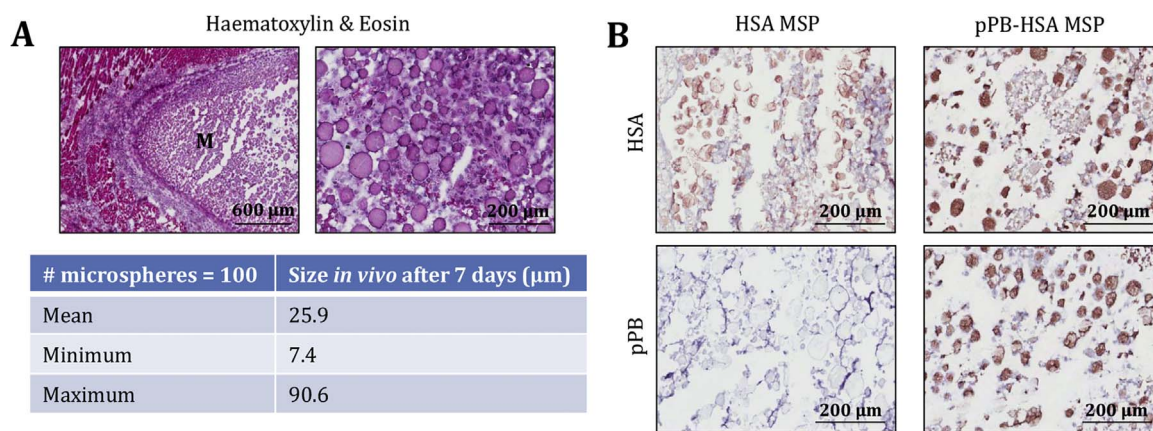 A
Haematoxylin & Eosin
M
600 µm
200 µm
# microspheres = 100 Size in vivo after 7 days (µm)
Mean 25.9
Minimum 7.4
Maximum 90.6
B
HSA MSP
pPB-HSA MSP
HSA
200 µm
200 µm
pPB
200 µm
200 µm